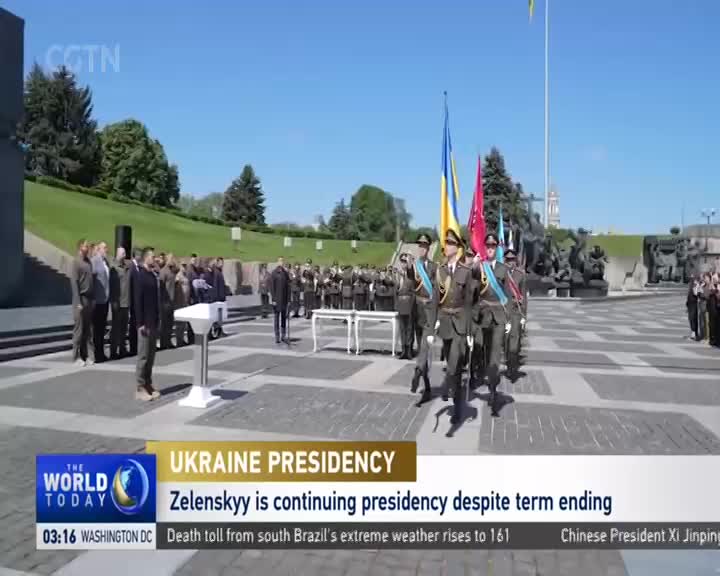 CGTN
UKRAINE PRESIDENCY
THE
WORLD
TODAY
Zelenskyy is continuing presidency despite term ending
03:16 WASHINGTON DC
Death toll from south Brazil's extreme weather rises to 161
Chinese President Xi Jinping